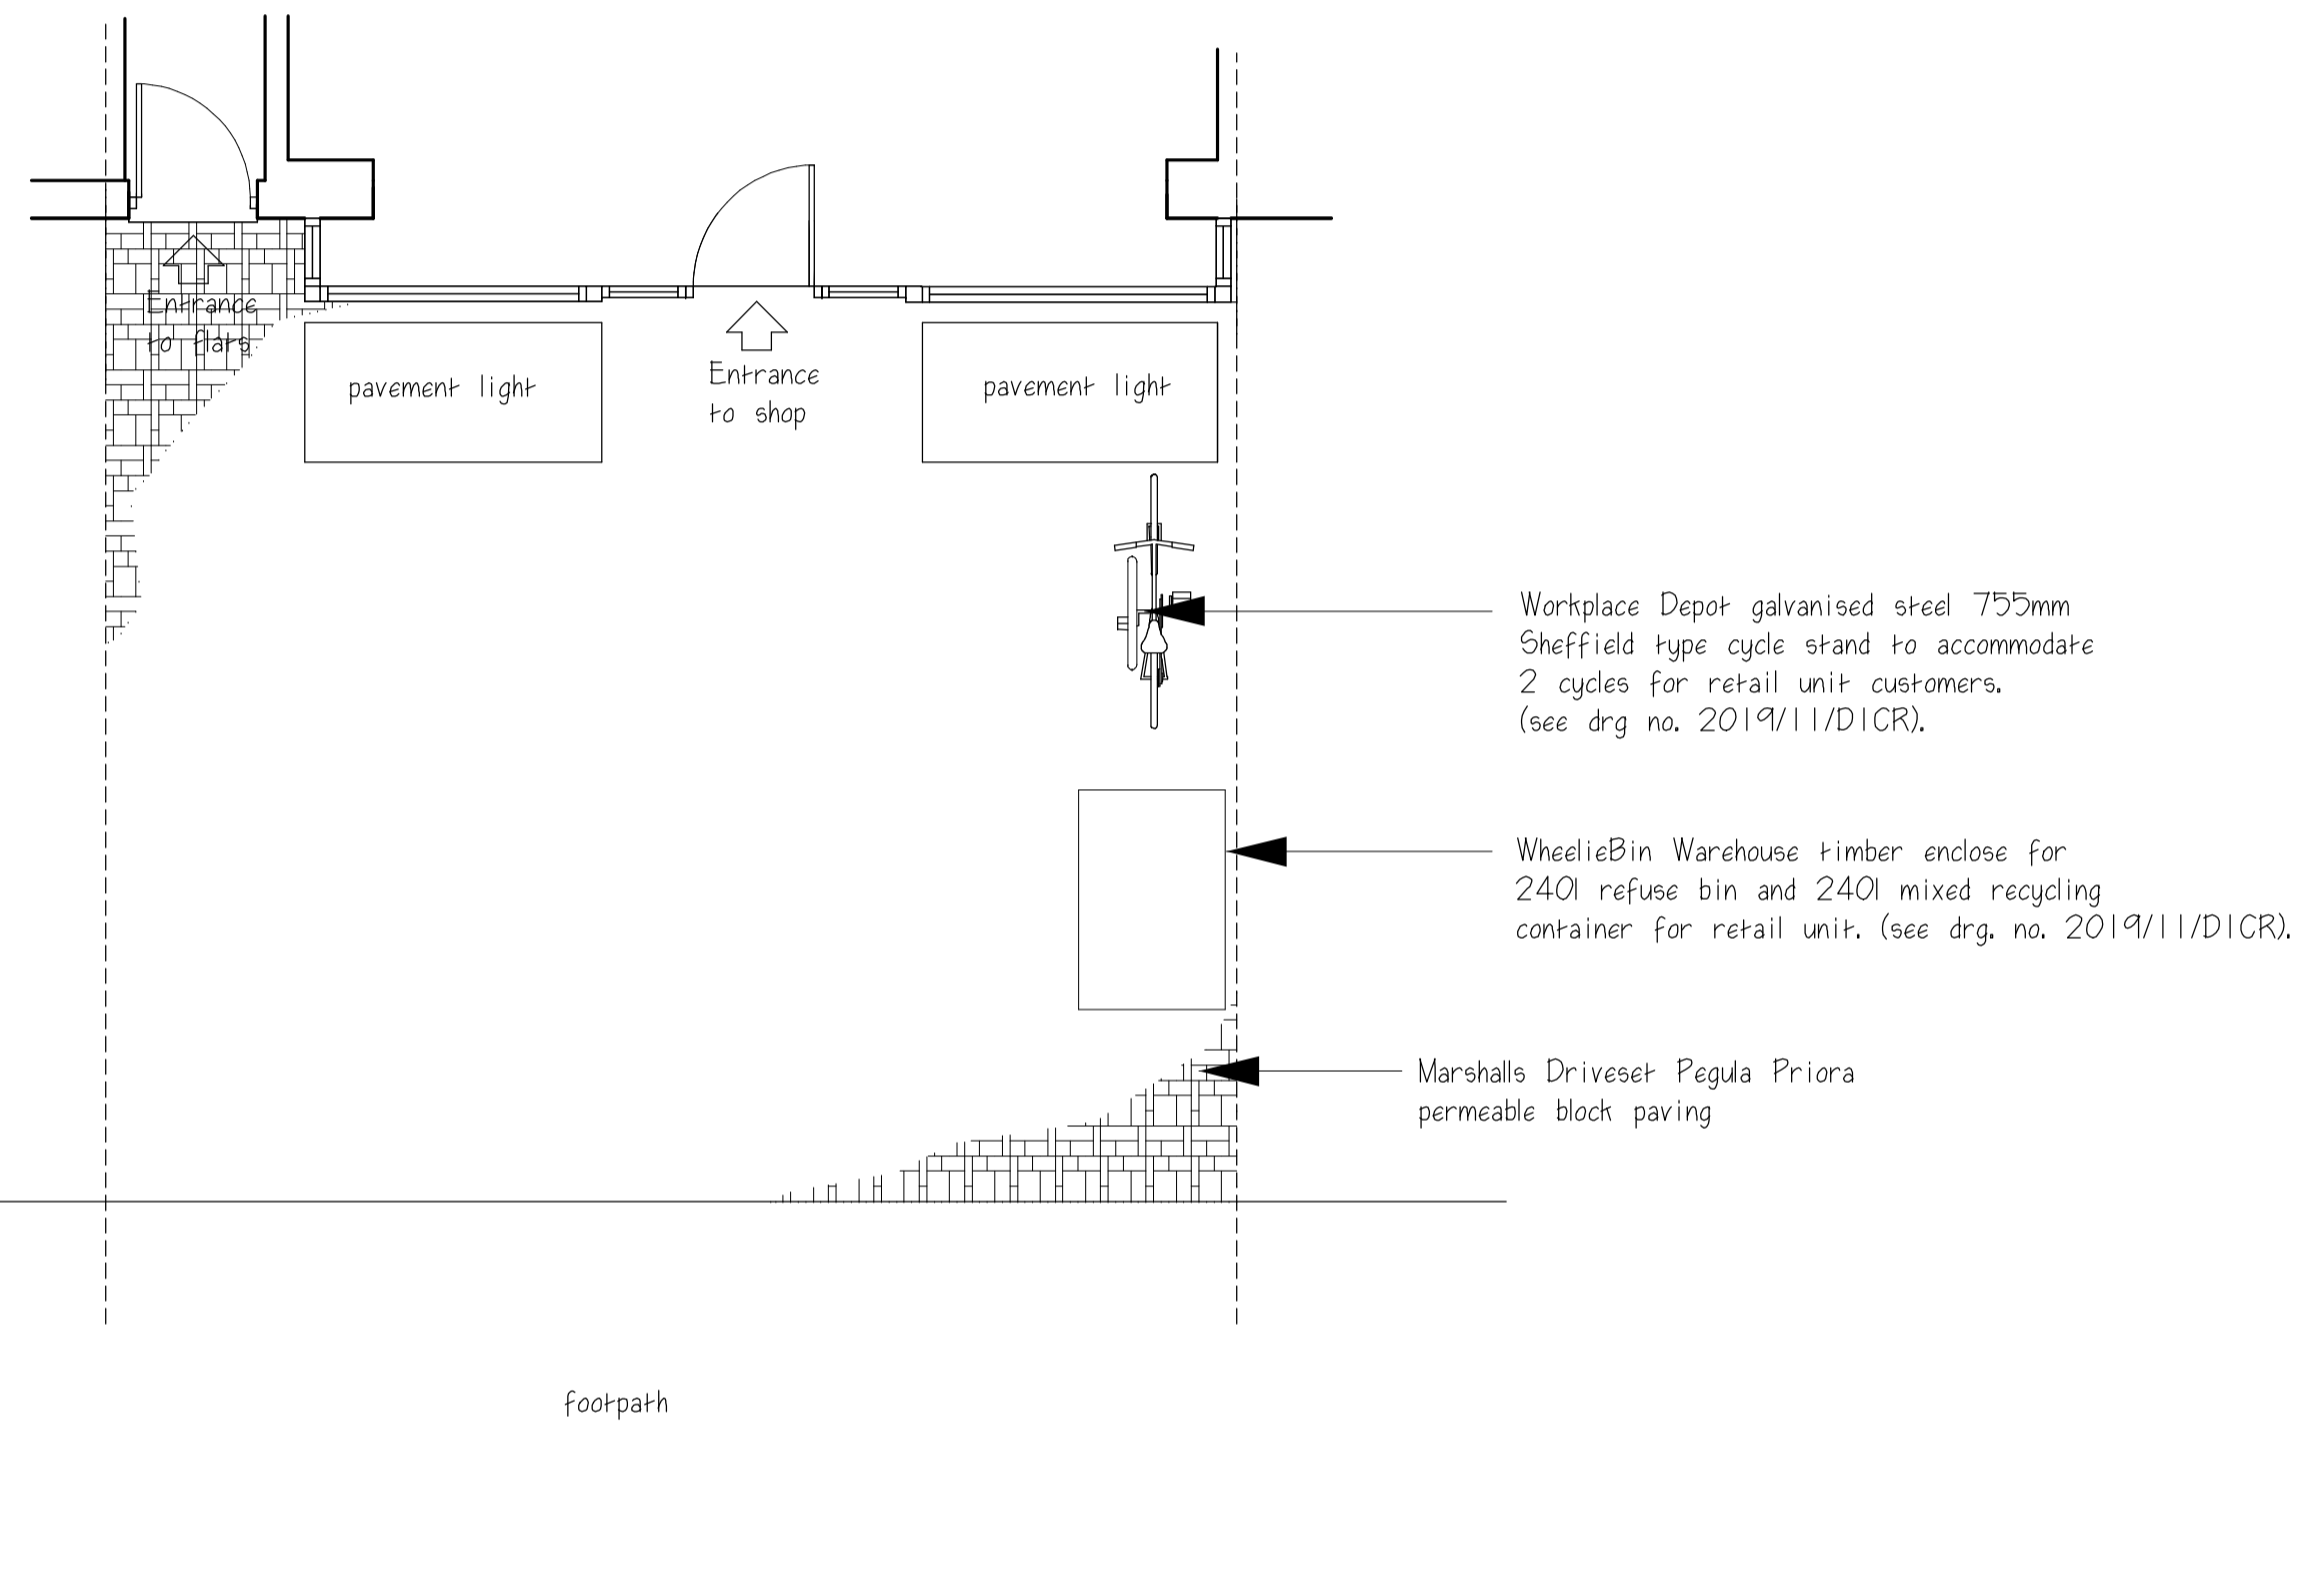 Entrance
to flats
pavement light
Entrance
to shop
pavement light
Workplace Depot galvanised steel 755mm
Sheffield type cycle stand to accommodate
2 cycles for retail unit customers.
(see drg no. 2019/11/D1CR).
WheelieBin Warehouse timber enclose for
240l refuse bin and 240l mixed recycling
container for retail unit. (see drg. no. 2019/11/D1CR).
Marshalls Driveset Pegula Priora
permeable block paving
footpath